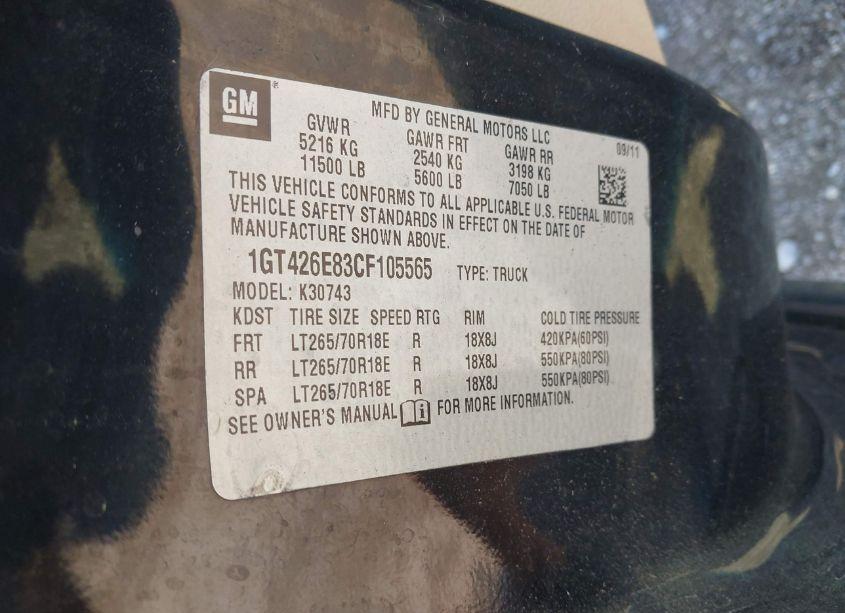 GM
MFD BY GENERAL MOTORS LLC
09/11
GVWR GAWR FRT GAWR RR
5216 KG 2540 KG 3198 KG
11500 LB 5600 LB 7050 LB
THIS VEHICLE CONFORMS TO ALL APPLICABLE U.S. FEDERAL MOTOR
VEHICLE SAFETY STANDARDS IN EFFECT ON THE DATE OF
MANUFACTURE SHOWN ABOVE.
1GT426E83CF105565 TYPE: TRUCK
MODEL: K30743
KDST TIRE SIZE SPEED RTG RIM COLD TIRE PRESSURE
FRT LT265/70R18E R 18X8J 420KPA(60PSI)
RR LT265/70R18E R 18X8J 550KPA(80PSI)
SPA LT265/70R18E R 18X8J 550KPA(80PSI)
SEE OWNER'S MANUAL i FOR MORE INFORMATION.